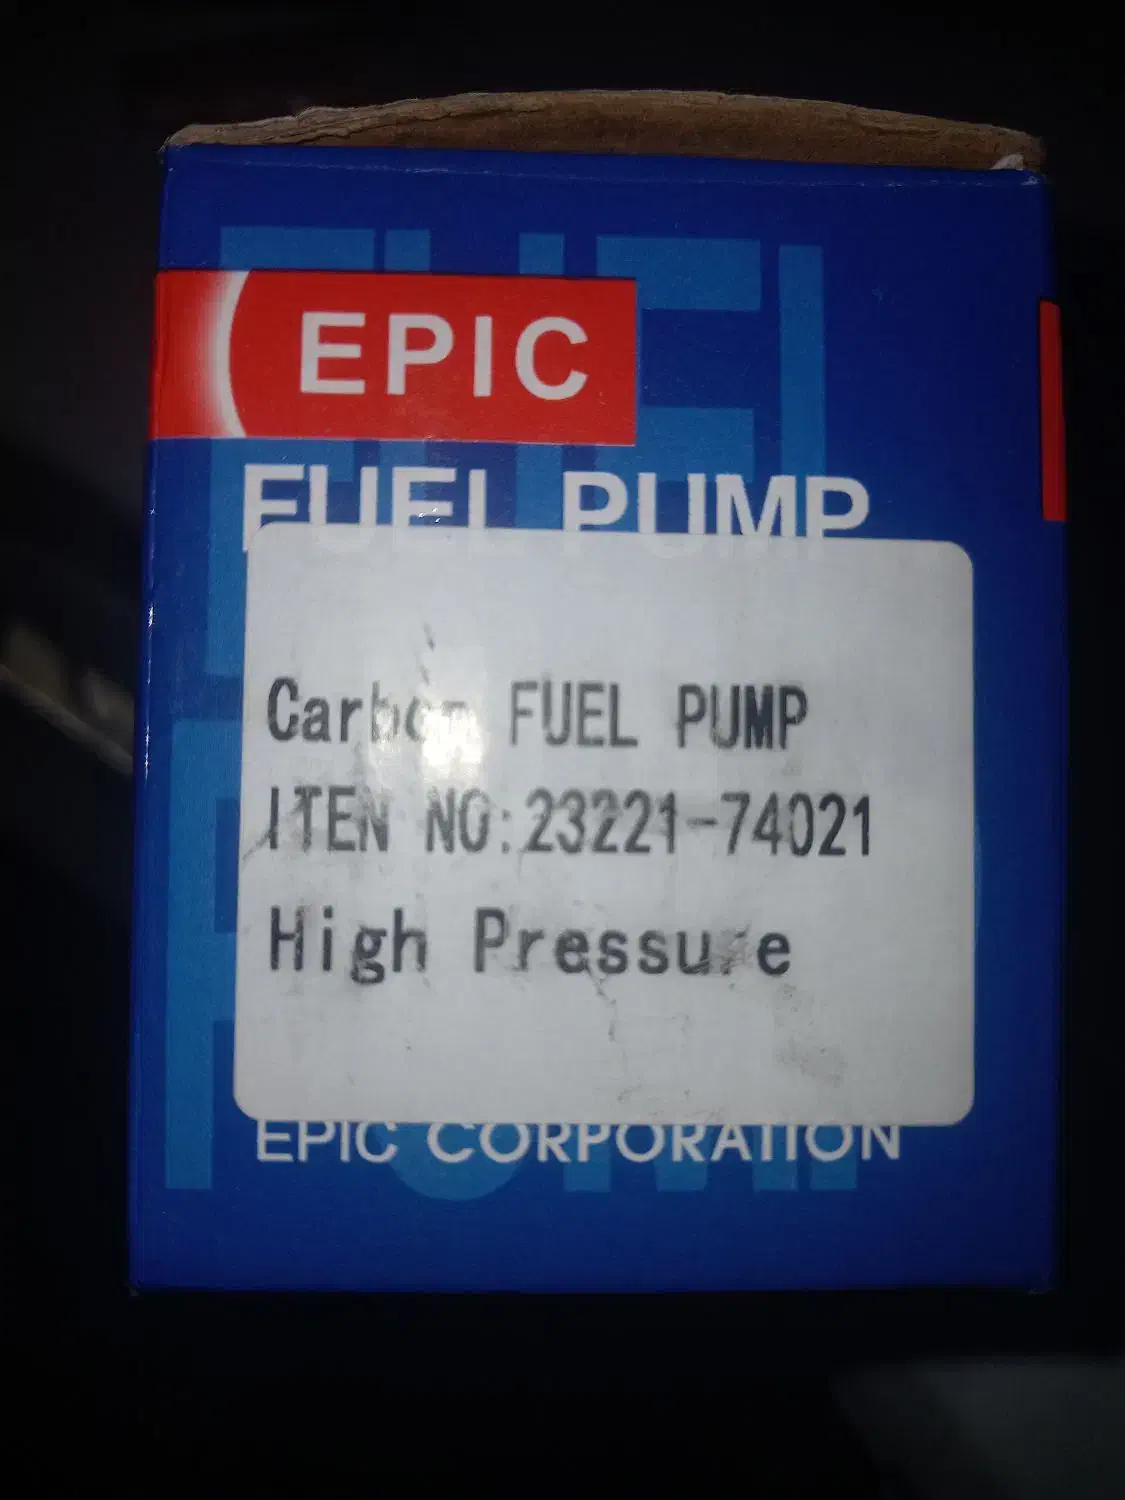 EPIC
FUEL PUMP
Carbon FUEL PUMP
ITEN NO:23221-74021
High Pressure
EPIC CORPORATION